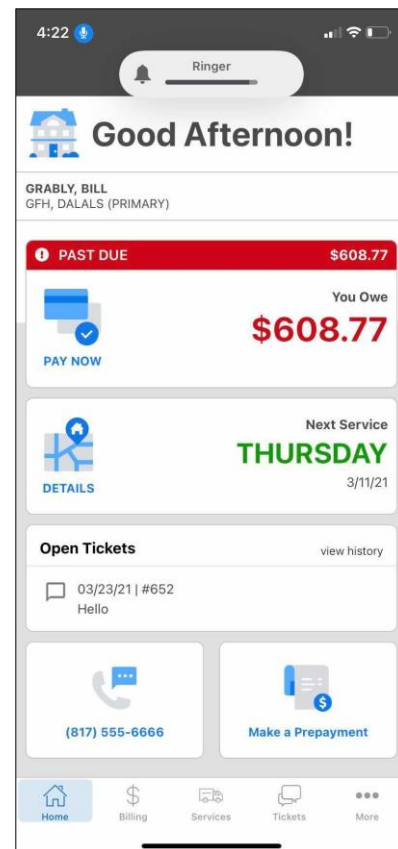 4:22
Ringer
Good Afternoon!
GRABLY, BILL
GFH, DALALS (PRIMARY)
PAST DUE $608.77
You Owe
$608.77
PAY NOW
Next Service
THURSDAY
3/11/21
DETAILS
Open Tickets view history
03/23/21 | #652
Hello
(817) 555-6666
Make a Prepayment
Home Billing Services Tickets More